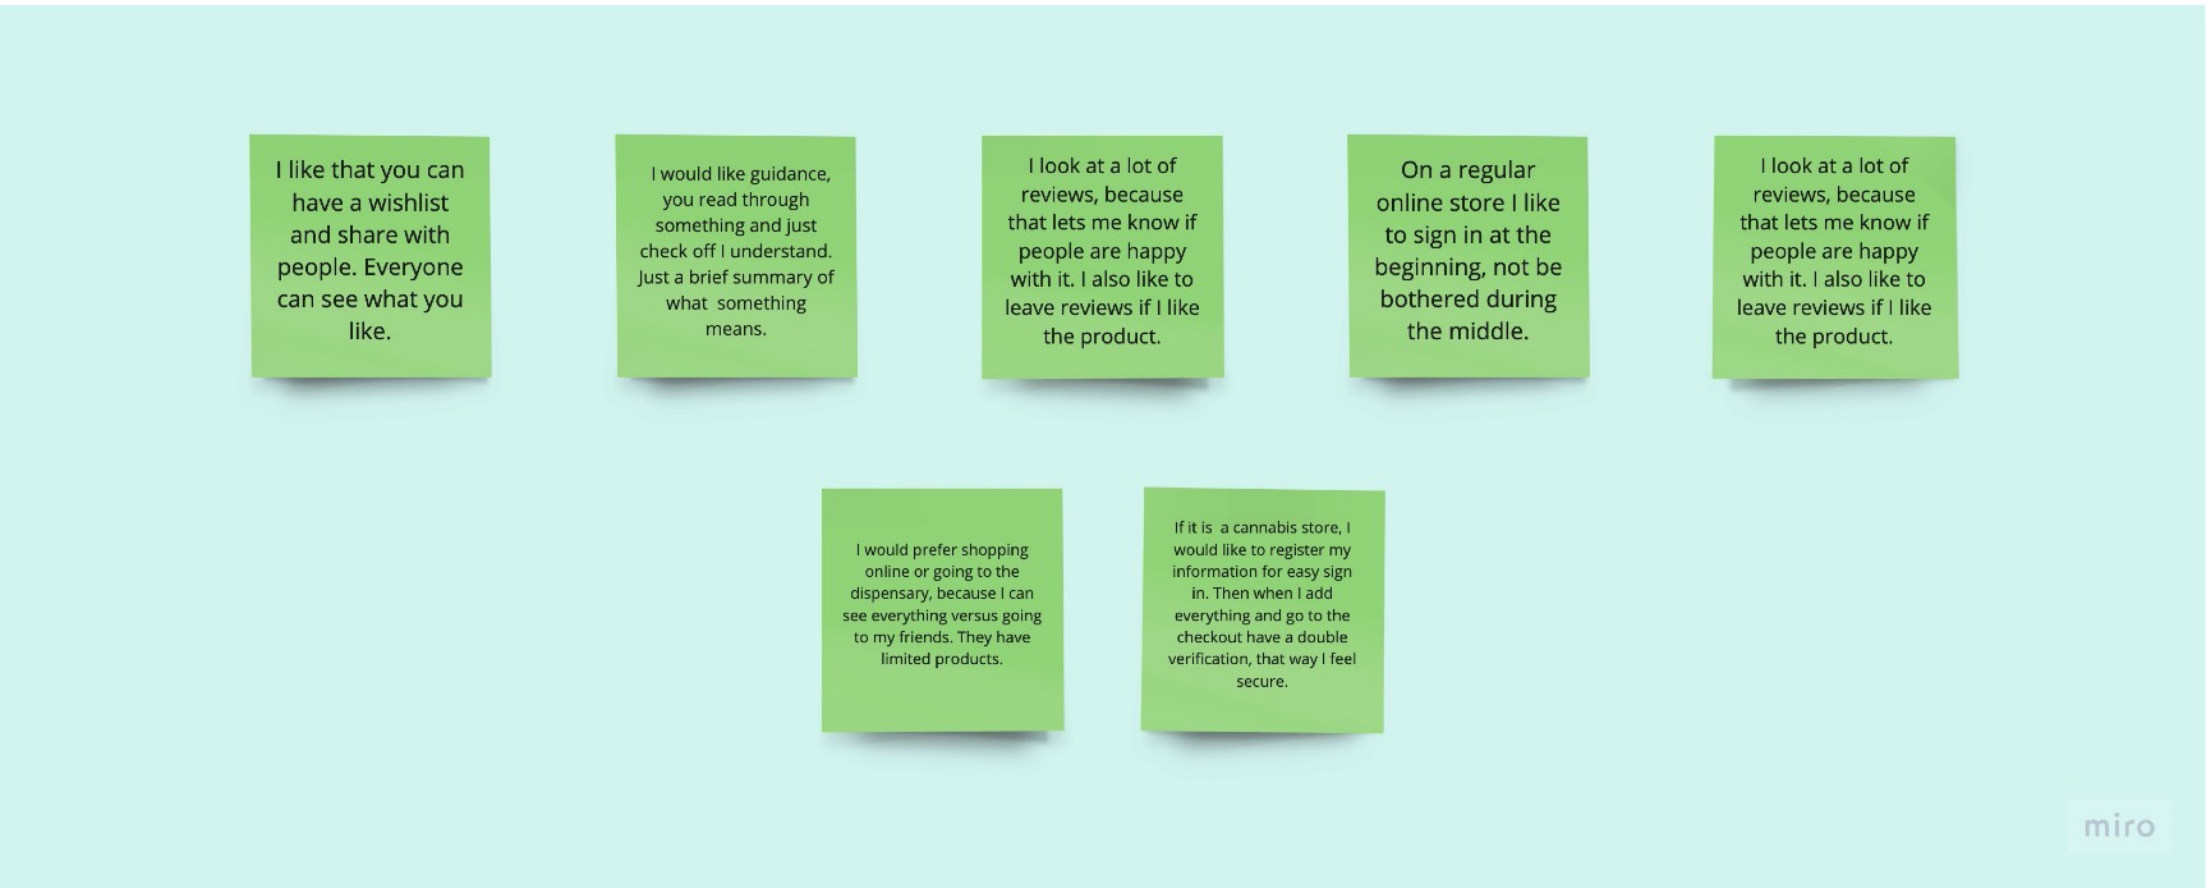 I like that you can
have a wishlist
and share with
people. Everyone
can see what you
like.
I would like guidance,
you read through
something and just
check off I understand.
Just a brief summary of
what something
means.
I look at a lot of
reviews, because
that lets me know if
people are happy
with it. I also like to
leave reviews if I like
the product.
On a regular
online store I like
to sign in at the
beginning, not be
bothered during
the middle.
I look at a lot of
reviews, because
that lets me know if
people are happy
with it. I also like to
leave reviews if I like
the product.
I would prefer shopping
online or going to the
dispensary, because I can
see everything versus going
to my friends. They have
limited products.
If it is a cannabis store, I
would like to register my
information for easy sign
in. Then when I add
everything and go to the
checkout have a double
verification, that way I feel
secure.
miro